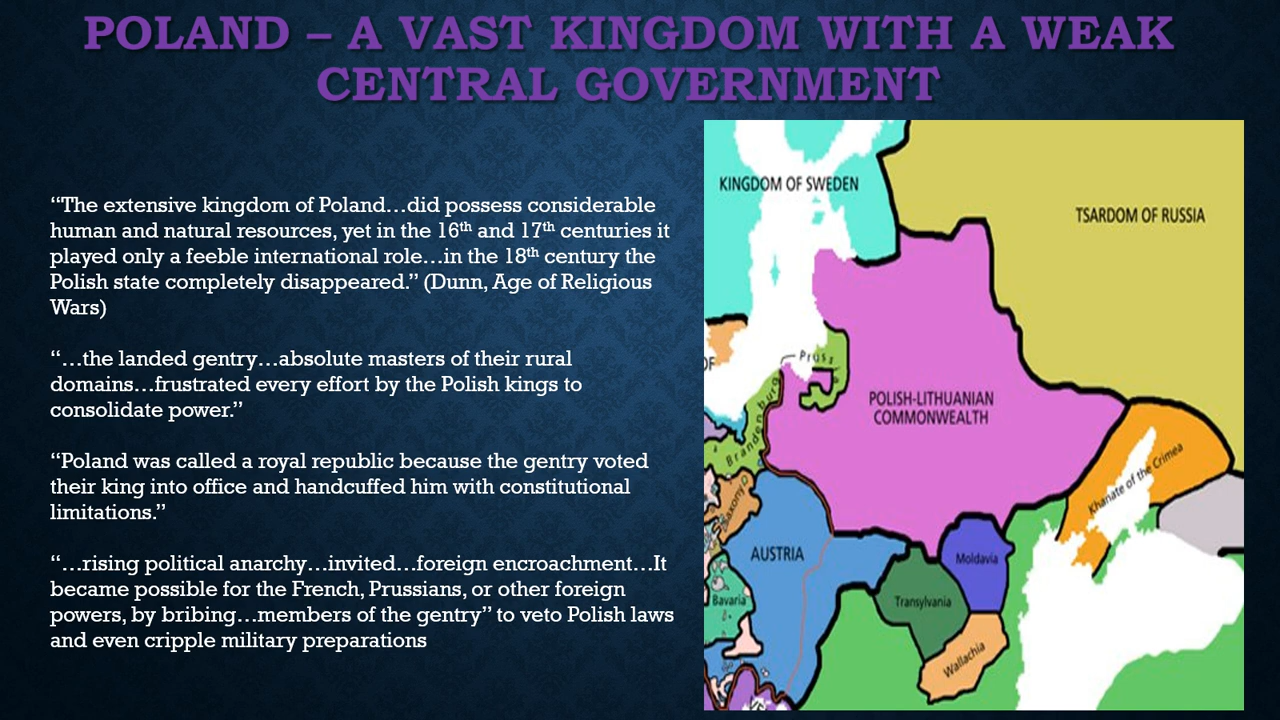 POLAND – A VAST KINGDOM WITH A WEAK
CENTRAL GOVERNMENT
“The extensive kingdom of Poland…did possess considerable
human and natural resources, yet in the 16th and 17th centuries it
played only a feeble international role…in the 18th century the
Polish state completely disappeared.” (Dunn, Age of Religious
Wars)
“…the landed gentry…absolute masters of their rural
domains…frustrated every effort by the Polish kings to
consolidate power.”
“Poland was called a royal republic because the gentry voted
their king into office and handcuffed him with constitutional
limitations.”
“…rising political anarchy…invited…foreign encroachment…It
became possible for the French, Prussians, or other foreign
powers, by bribing…members of the gentry” to veto Polish laws
and even cripple military preparations
KINGDOM OF SWEDEN
TSARDOM OF RUSSIA
OF
Pruss
Brandenburg
POLISH-LITHUANIAN
COMMONWEALTH
Khanate of the Crimea
axony
AUSTRIA
Moldavia
Bavaria
Transylvania
Wallachia